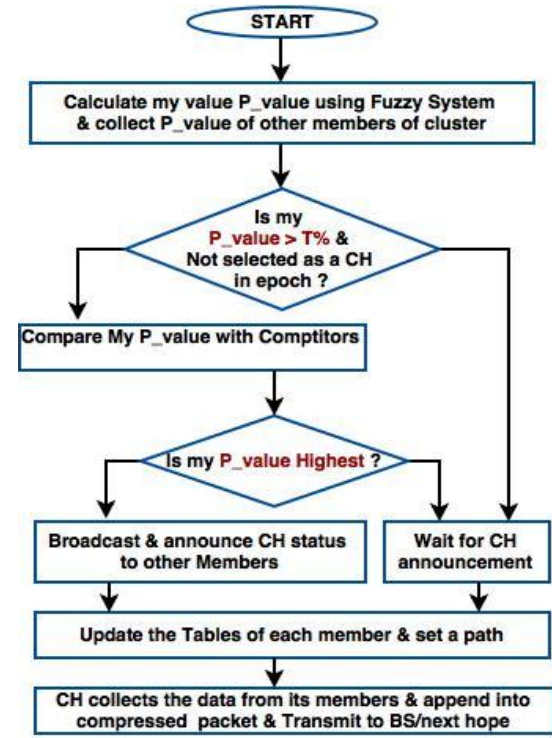 START
Calculate my value P_value using Fuzzy System
& collect P_value of other members of cluster
Is my
P_value > T% &
Not selected as a CH
in epoch ?
Compare My P_value with Comptitors
Is my P_value Highest ?
Broadcast & announce CH status
to other Members
Wait for CH
announcement
Update the Tables of each member & set a path
CH collects the data from its members & append into
compressed packet & Transmit to BS/next hope